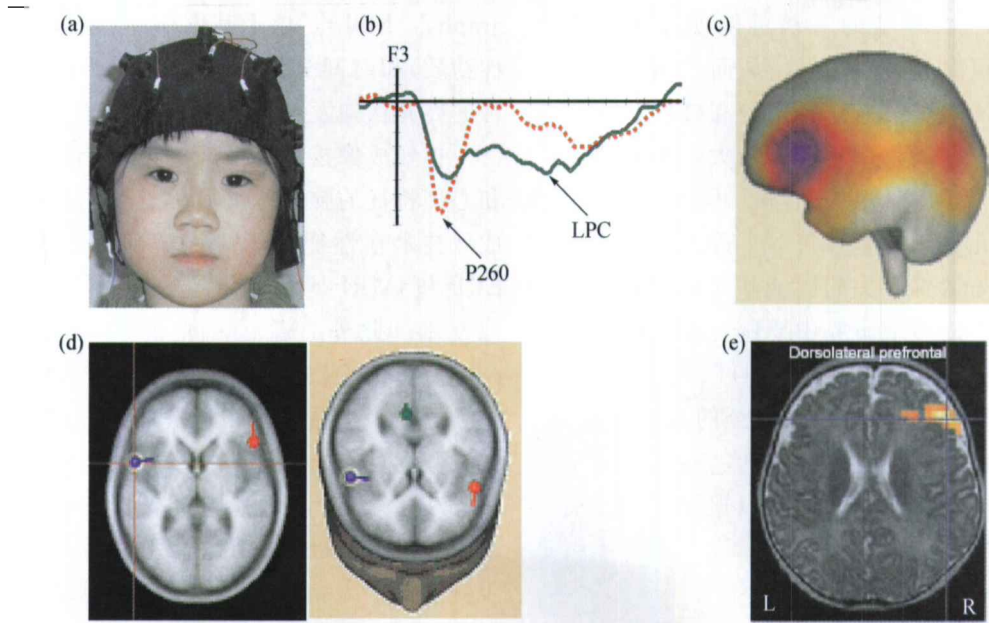 (a)
(b)
F3
LPC
P260
(c)
(d)
(e)
Dorsolateral prefrontal
L
R